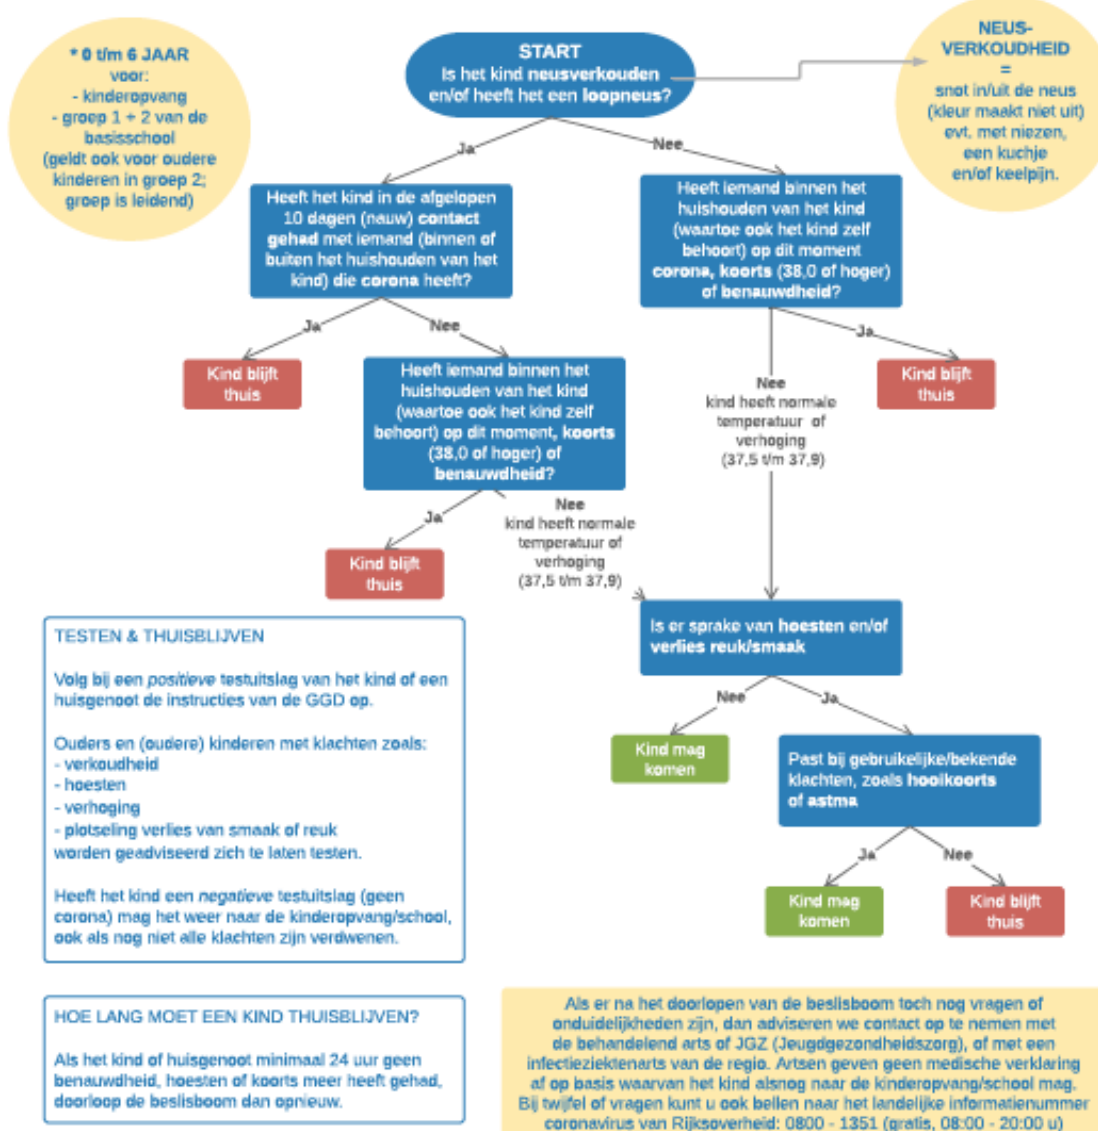 * 0 t/m 6 JAAR
voor:
- kinderopvang
- groep 1 + 2 van de
basisschool
(geldt ook voor oudere
kinderen in groep 2;
groep is leidend)
START
Is het kind neusverkouden
en/of heeft het een loopneus?
NEUS-
VERKOUDHEID
=
snot in/uit de neus
(kleur maakt niet uit)
evt. met niezen,
een kuchje
en/of keelpijn.
Ja
Nee
Heeft het kind in de afgelopen
10 dagen (nauw) contact
gehad met iemand (binnen of
buiten het huishouden van het
kind) die corona heeft?
Heeft iemand binnen het
huishouden van het kind
(waartoe ook het kind zelf
behoort) op dit moment
corona, koorts (38,0 of hoger)
of benauwdheid?
Ja
Nee
Ja
Kind blijft
thuis
Heeft iemand binnen het
huishouden van het kind
(waartoe ook het kind zelf
behoort) op dit moment, koorts
(38,0 of hoger) of
benauwdheid?
Nee
kind heeft normale
temperatuur of
verhoging
(37,5 t/m 37,9)
Kind blijft
thuis
Ja
Nee
kind heeft normale
temperatuur of
verhoging
(37,5 t/m 37,9)
Kind blijft
thuis
Is er sprake van hoesten en/of
verlies reuk/smaak
Nee
Ja
Kind mag
komen
Past bij gebruikelijke/bekende
klachten, zoals hooikoorts
of astma
Ja
Nee
Kind mag
komen
Kind blijft
thuis
TESTEN & THUISBLIJVEN
Volg bij een positieve testuitslag van het kind of een
huisgenoot de instructies van de GGD op.
Ouders en (oudere) kinderen met klachten zoals:
- verkoudheid
- hoesten
- verhoging
- plotseling verlies van smaak of reuk
worden geadviseerd zich te laten testen.
Heeft het kind een negatieve testuitslag (geen
corona) mag het weer naar de kinderopvang/school,
ook als nog niet alle klachten zijn verdwenen.
HOE LANG MOET EEN KIND THUISBLIJVEN?
Als het kind of huisgenoot minimaal 24 uur geen
benauwdheid, hoesten of koorts meer heeft gehad,
doorloop de beslisboom dan opnieuw.
Als er na het doorlopen van de beslisboom toch nog vragen of
onduidelijkheden zijn, dan adviseren we contact op te nemen met
de behandelend arts of JGZ (Jeugdgezondheidszorg), of met een
infectieziektenarts van de regio. Artsen geven geen medische verklaring
af op basis waarvan het kind alsnog naar de kinderopvang/school mag.
Bij twijfel of vragen kunt u ook bellen naar het landelijke informatienummer
coronavirus van Rijksoverheid: 0800 - 1351 (gratis, 08:00 - 20:00 u)